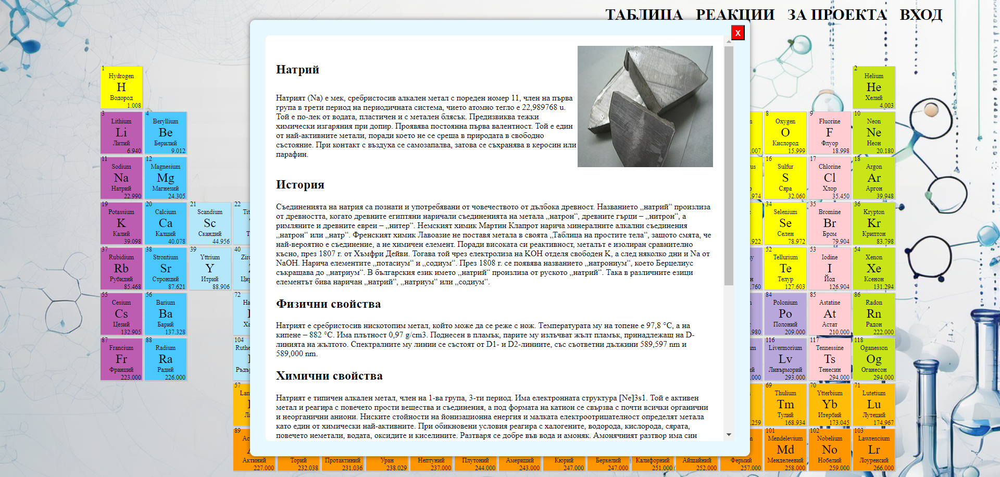 ТАБЛИЦА РЕАКЦИИ ЗА ПРОЕКТА ВХОД
X
Натрий
Натрият (Na) е мек, сребристосив алкален метал с пореден номер 11, член на първа
група в трети период на периодичната система, чието атомно тегло е 22,989768 u.
Той е по-лек от водата, пластичен и с метален блясък. Предизвиква тежки
химически изгаряния при допир. Проявява постоянна първа валентност. Той е един
от най-активните метали, поради което не се среща в природата в свободно
състояние. При контакт с въздуха се самозапалва, затова се съхранява в керосин или
парафин.
История
Съединенията на натрия са познати и употребявани от човечеството от дълбока древност. Названието „натрий“ произлиза
от древността, когато древните египтяни наричали съединенията на метала „натрон“, древните гърци – „нитрон“, а
римляните и древните евреи – „нитер“. Немският химик Мартин Клапрот нарича минералните алкални съединения
„натрон“ или „натр“. Френският химик Лавоазие не поставя метала в своята „Таблица на простите тела“, защото смята, че
най-вероятно е съединение, а не химичен елемент. Поради високата си реактивност, металът е изолиран сравнително
късно, през 1807 г. от Хъмфри Дейви. Тогава той чрез електролиза на KOH отделя свободен K, а след няколко дни и Na от
NaOH. Нарича елементите „потасиум“ и „содиум“. През 1808 г. се появява названието „натрониум“, което Берцелиус
съкращава до „натриум“. В българския език името „натрий“ произлиза от руското „натрий“. Така в различните езици
елементът бива наричан „натрий“, „натриум“ или „содиум“.
Физични свойства
Натрият е сребристосив нискотопим метал, който може да се реже с нож. Температурата му на топене е 97,8 °C, а на
кипене – 882 °C. Има плътност 0,97 g/cm3. Поднесен в пламък, парите му излъчват жълт пламък, принадлежащ на D-
линията на жълтото. Спектралните му линии се състоят от D1- и D2-линиите, със съответни дължини 589,597 nm и
589,000 nm.
Химични свойства
Натрият е типичен алкален метал, член на 1-ва група, 3-ти период. Има електронната структура [Ne]3s1. Той е активен
метал и реагира с повечето прости вещества и съединения, а под формата на катион се свързва с почти всички органични
и неорганични аниони. Ниските стойности на йонизационна енергия и малката електроотрицателност определят метала
като един от химически най-активните. При обикновени условия реагира с халогените, водорода, кислорода, сярата,
повечето неметали, водата, оксидите и киселините. Разтваря се добре във вода и амоняк. Амонячният разтвор има син
1
Hydrogen
H
Водород
1.008
2
Helium
He
Хелий
4.003
3
Lithium
Li
Литий
6.940
4
Beryllium
Be
Берилий
9.012
007
8
Oxygen
O
Кислород
15.999
9
Fluorine
F
Флуор
18.998
10
Neon
Ne
Неон
20.180
11
Sodium
Na
Натрий
22.990
12
Magnesium
Mg
Магнезий
24.305
974
16
Sulfur
S
Сяра
32.060
17
Chlorine
Cl
Хлор
35.450
18
Argon
Ar
Аргон
39.948
19
Potassium
K
Калий
39.098
20
Calcium
Ca
Калций
40.078
21
Scandium
Sc
Скандий
44.956
22
Tit
.922
34
Selenium
Se
Селен
78.972
35
Bromine
Br
Бром
79.904
36
Krypton
Kr
Криптон
83.798
37
Rubidium
Rb
Рубидий
85.468
38
Strontium
Sr
Стронций
87.621
39
Yttrium
Y
Итрий
88.906
40
Zirc
Цир
.760
52
Tellurium
Te
Телур
127.603
53
Iodine
I
Йод
126.904
54
Xenon
Xe
Ксенон
131.294
55
Cesium
Cs
Цезий
132.905
56
Barium
Ba
Барий
137.328
72
Ha
Ха
.980
84
Polonium
Po
Полоний
209.000
85
Astatine
At
Астат
210.000
86
Radon
Rn
Радон
222.000
87
Francium
Fr
Франций
223.000
88
Radium
Ra
Радий
226.000
104
Ruthe
Ръдър
.000
116
Livermorium
Lv
Ливърморий
293.000
117
Tennessine
Ts
Тенесин
294.000
118
Oganesson
Og
Оганесон
294.000
57
Lan
Ла
.259
69
Thulium
Tm
Тулий
168.934
70
Ytterbium
Yb
Итербий
173.045
71
Lutetium
Lu
Лутеций
174.967
89
Ac
Актиний
227.000
Торий
232.038
Протактиний
231.036
Уран
238.029
Нептуний
237.000
Плутоний
244.000
Америций
243.000
Кюрий
247.000
Беркелий
247.000
Калифорний
251.000
Айщайний
252.000
Фермий
257.000
101
Mendelevium
Md
Менделеевий
258.000
102
Nobelium
No
Нобелий
259.000
103
Lawrencium
Lr
Лоуренсий
266.000